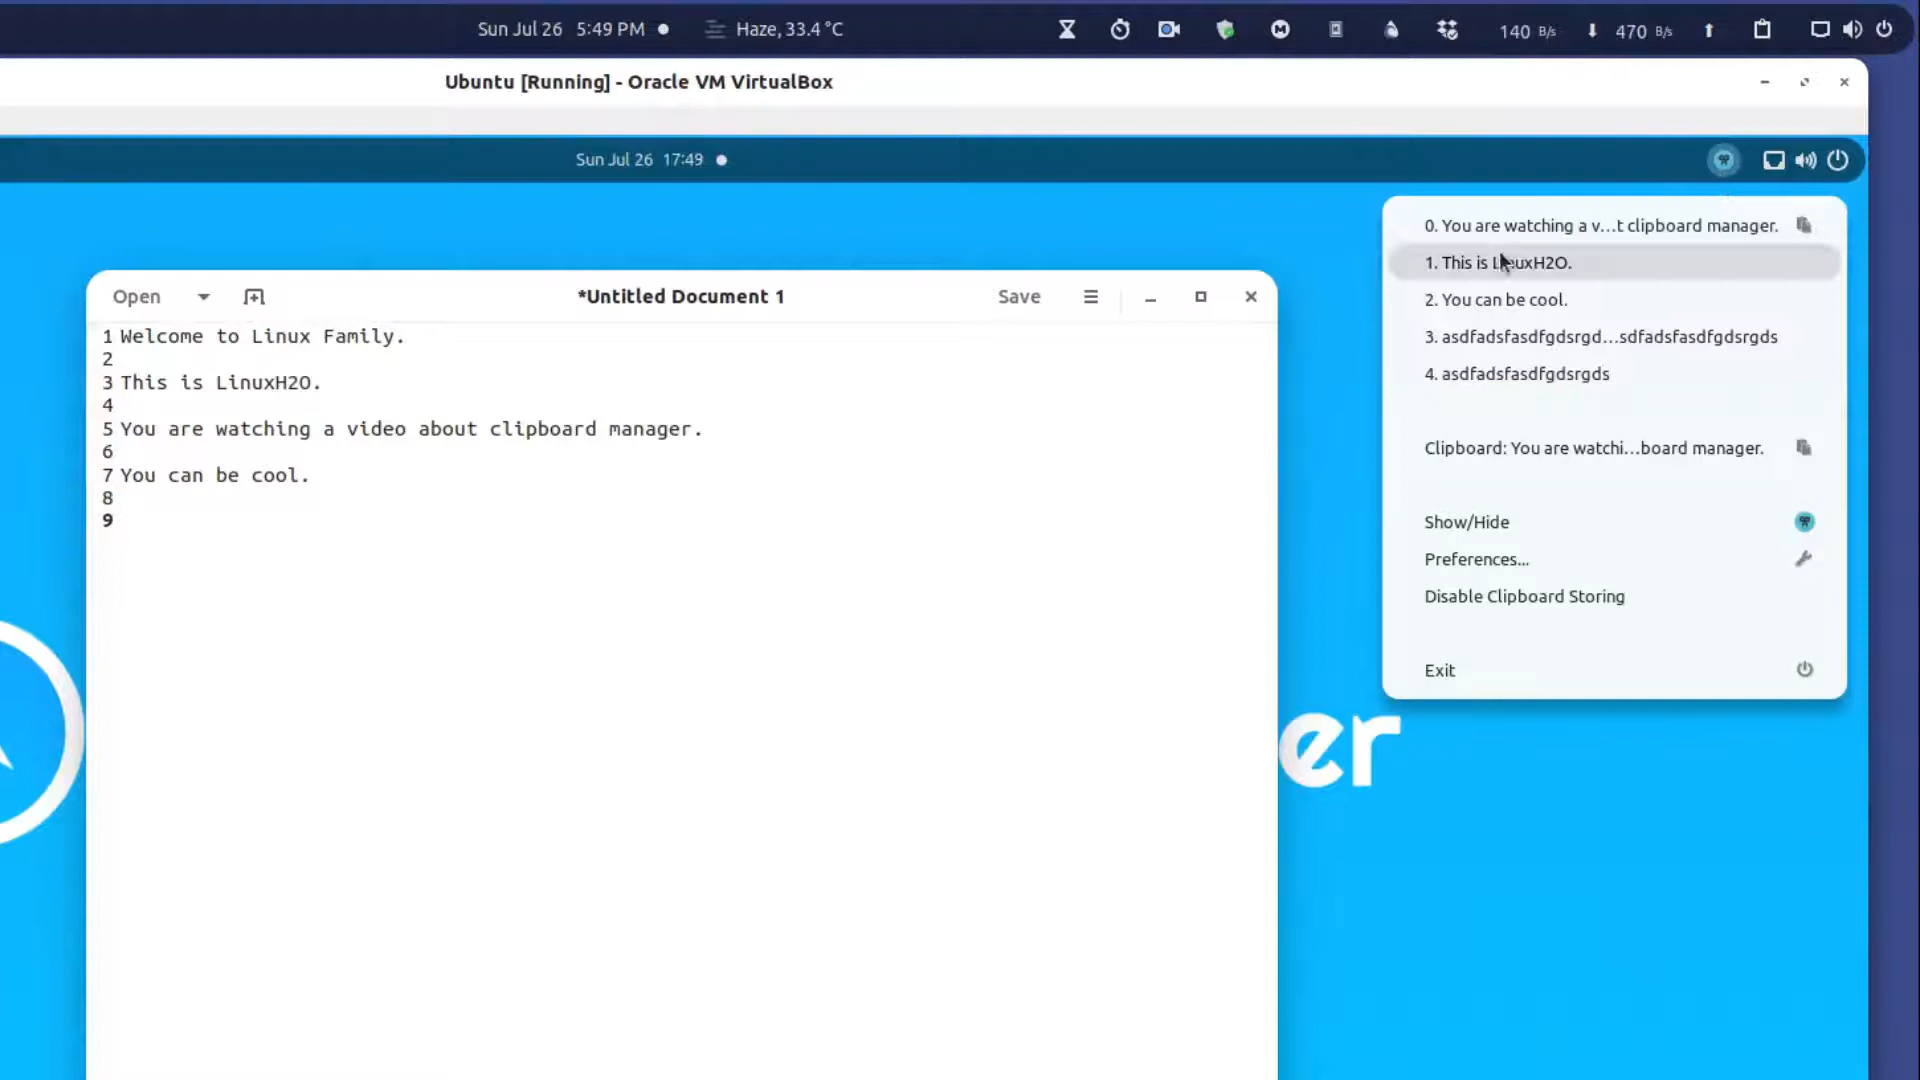 Sun Jul 26 5:49 PM
Haze, 33.4 °C
140 B/s
470 B/s
Ubuntu [Running] - Oracle VM VirtualBox
Sun Jul 26 17:49
Open
*Untitled Document 1
Save
1 Welcome to Linux Family.
2
3 This is LinuxH2O.
4
5 You are watching a video about clipboard manager.
6
7 You can be cool.
8
9
0. You are watching a v...t clipboard manager.
1. This is LinuxH2O.
2. You can be cool.
3. asdfadsfasdfgdsrgd...sdfadsfasdfgdsrgds
4. asdfadsfasdfgdsrgds
Clipboard: You are watchi...board manager.
Show/Hide
Preferences...
Disable Clipboard Storing
Exit
er